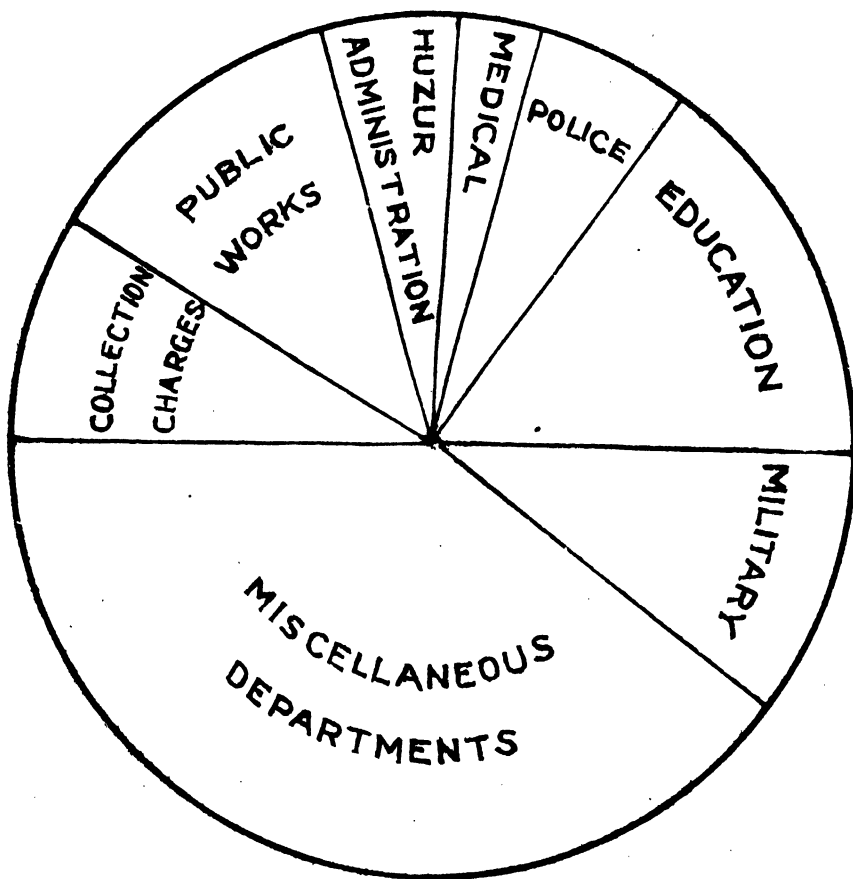 HUZUR
ADMINISTRATION
MEDICAL
POLICE
EDUCATION
PUBLIC
WORKS
COLLECTION
CHARGES
MILITARY
MISCELLANEOUS
DEPARTMENTS